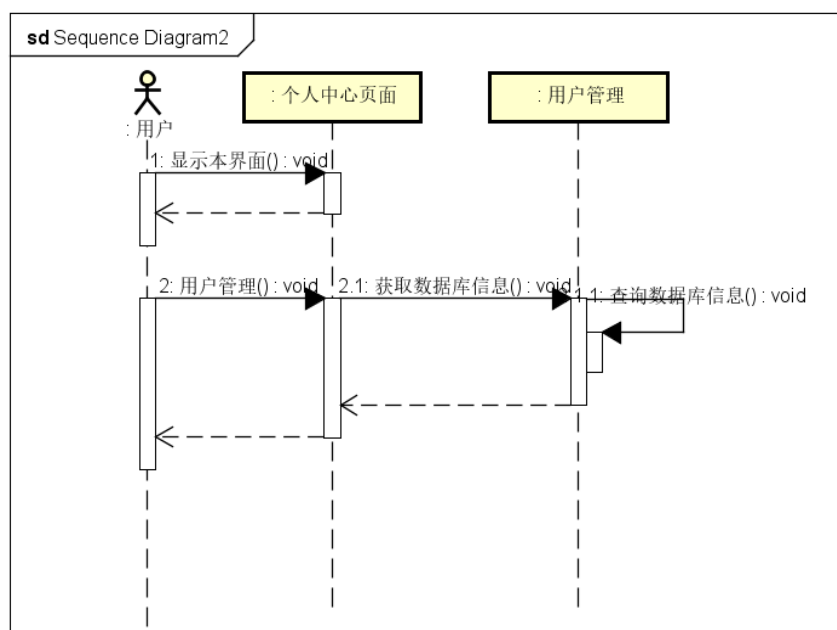 sd Sequence Diagram2
: 用户
: 个人中心页面
: 用户管理
1: 显示本界面() : void
2: 用户管理() : void
2.1: 获取数据库信息() : void
1: 查询数据库信息() : void